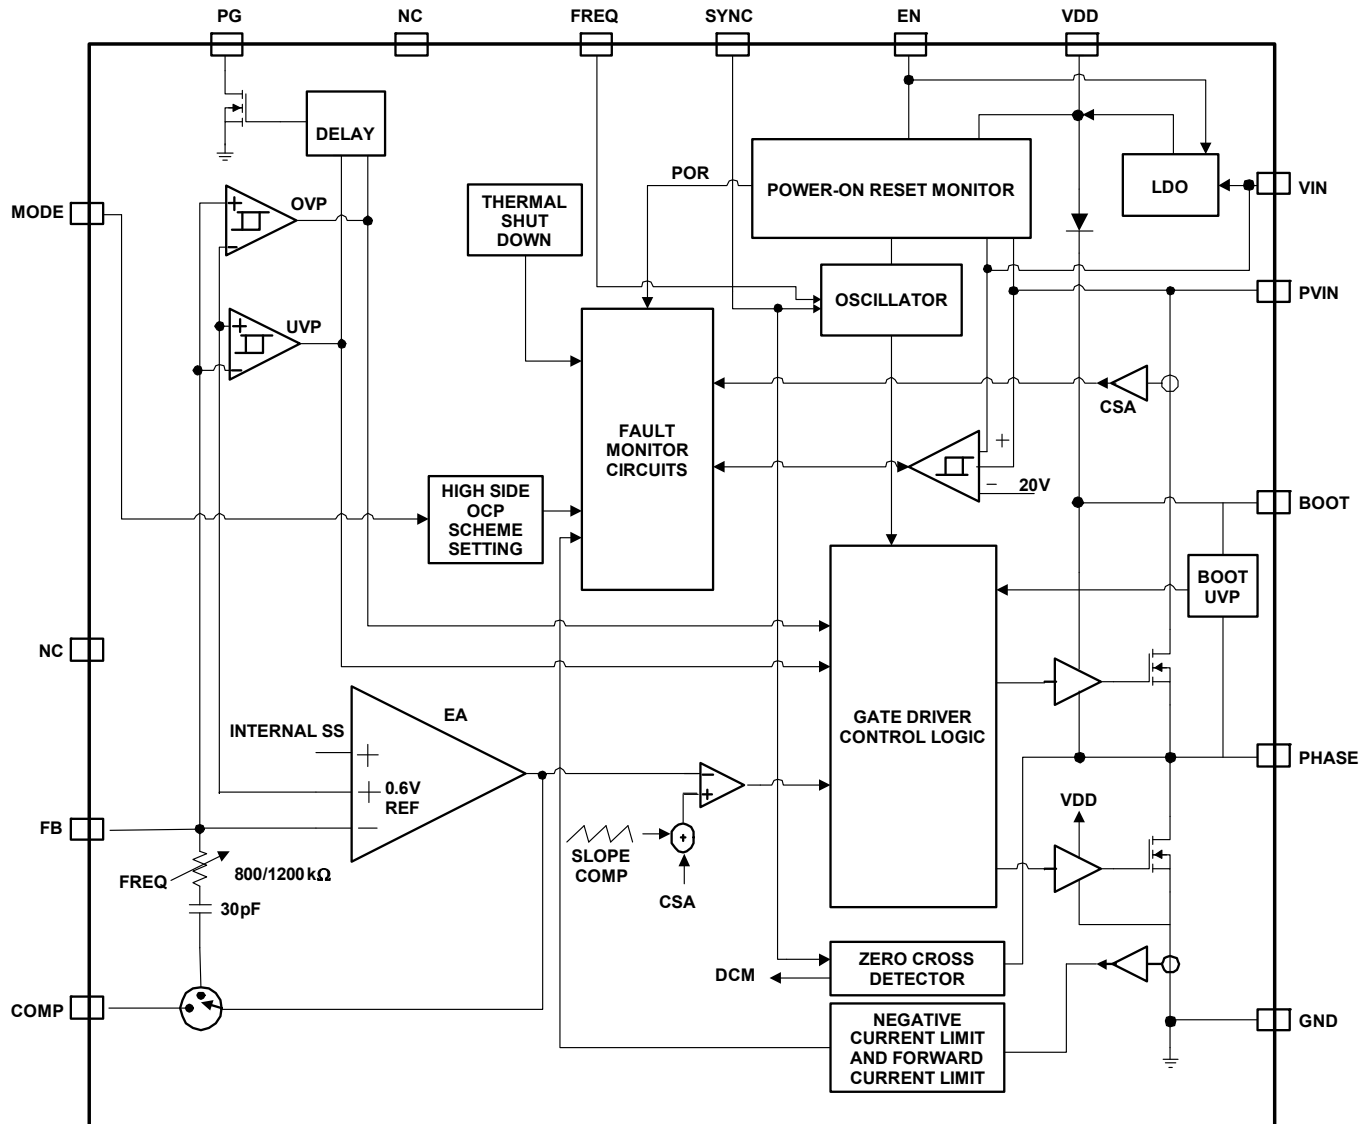 PG
NC
FREQ
SYNC
EN
VDD
DELAY
POR
POWER-ON RESET MONITOR
LDO
VIN
MODE
+
OVP
−
THERMAL
SHUT
DOWN
OSCILLATOR
PVIN
+
UVP
−
CSA
FAULT
MONITOR
CIRCUITS
+
−
20V
HIGH SIDE
OCP
SCHEME
SETTING
BOOT
BOOT
UVP
NC
GATE DRIVER
CONTROL LOGIC
EA
INTERNAL SS
+
+
0.6V
REF
−
−
+
PHASE
VDD
FB
FREQ
800/1200kΩ
30pF
SLOPE
COMP
+
CSA
ZERO CROSS
DETECTOR
DCM
COMP
NEGATIVE
CURRENT LIMIT
AND FORWARD
CURRENT LIMIT
GND